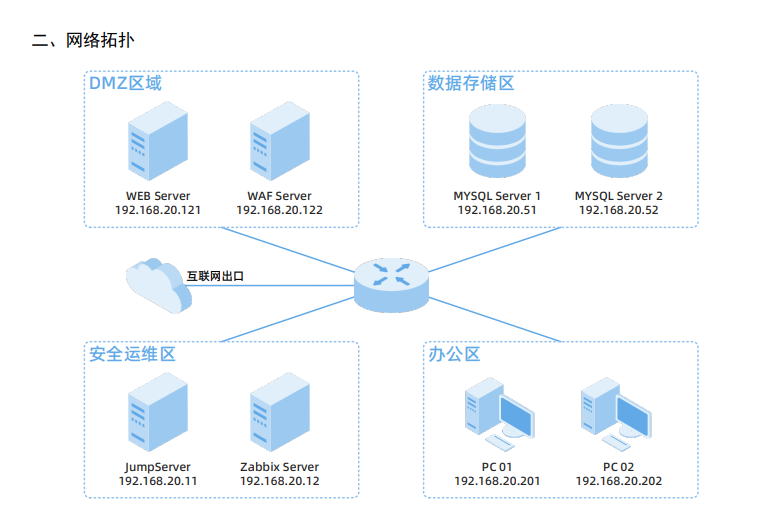 二、网络拓扑
DMZ区域
数据存储区
WEB Server
192.168.20.121
WAF Server
192.168.20.122
MYSQL Server 1
192.168.20.51
MYSQL Server 2
192.168.20.52
互联网出口
安全运维区
办公区
JumpServer
192.168.20.11
Zabbix Server
192.168.20.12
PC 01
192.168.20.201
PC 02
192.168.20.202